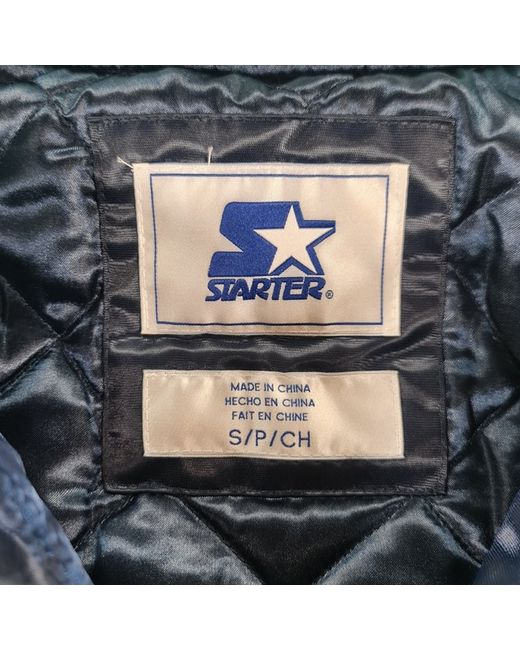 STARTER®
MADE IN CHINA
HECHO EN CHINA
FAIT EN CHINE
S/P/CH